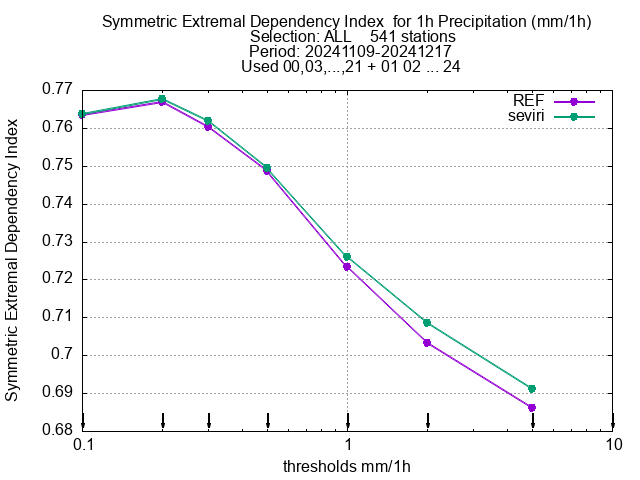 Symmetric Extremal Dependency Index  for 1h Precipitation (mm/1h)
Selection: ALL    541 stations
Period: 20241109-20241217
Used 00,03,...,21 + 01 02 ... 24
REF
seviri
0.77
0.76
0.75
0.74
0.73
0.72
0.71
0.7
0.69
0.68
Symmetric Extremal Dependency Index
0.1
1
10
thresholds mm/1h